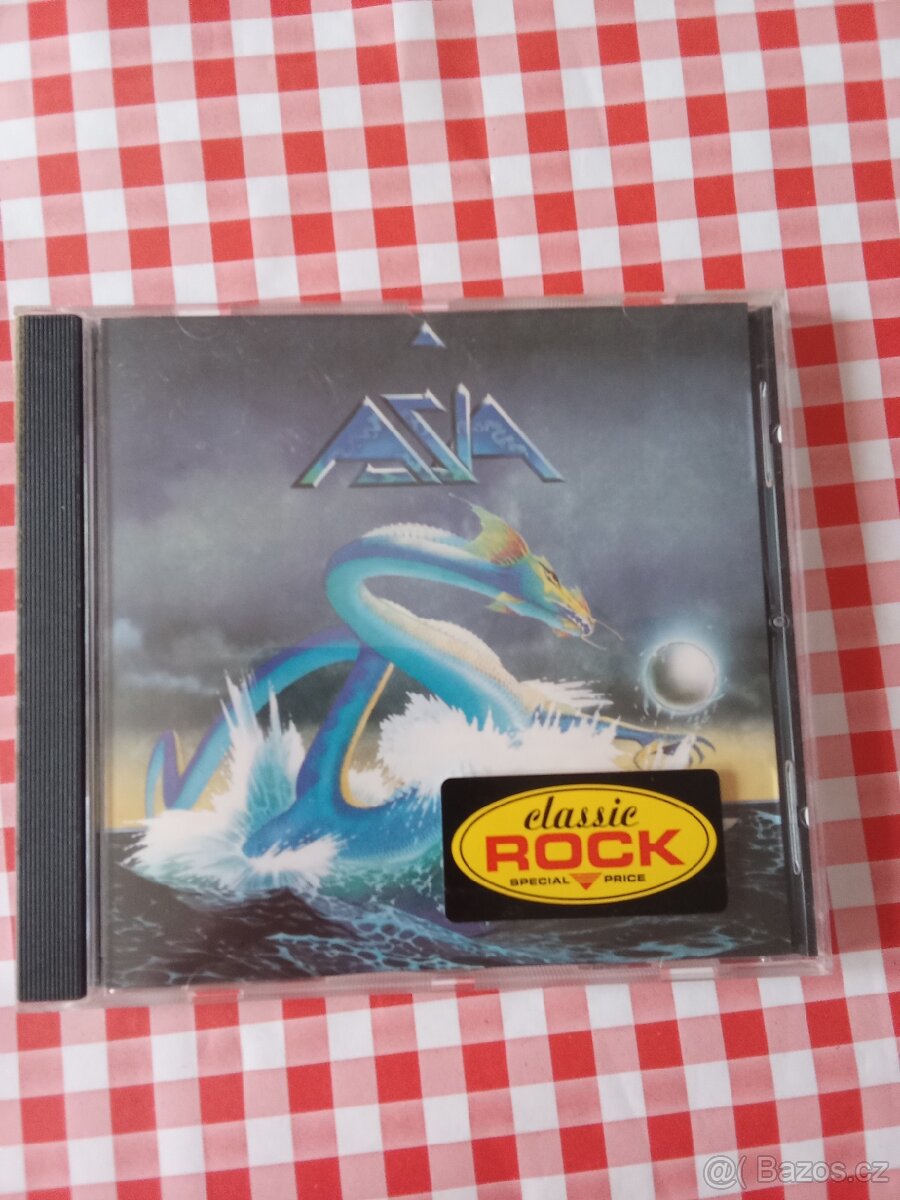 ASIA
classic
ROCK
SPECIAL PRICE
@( Bazos.cz